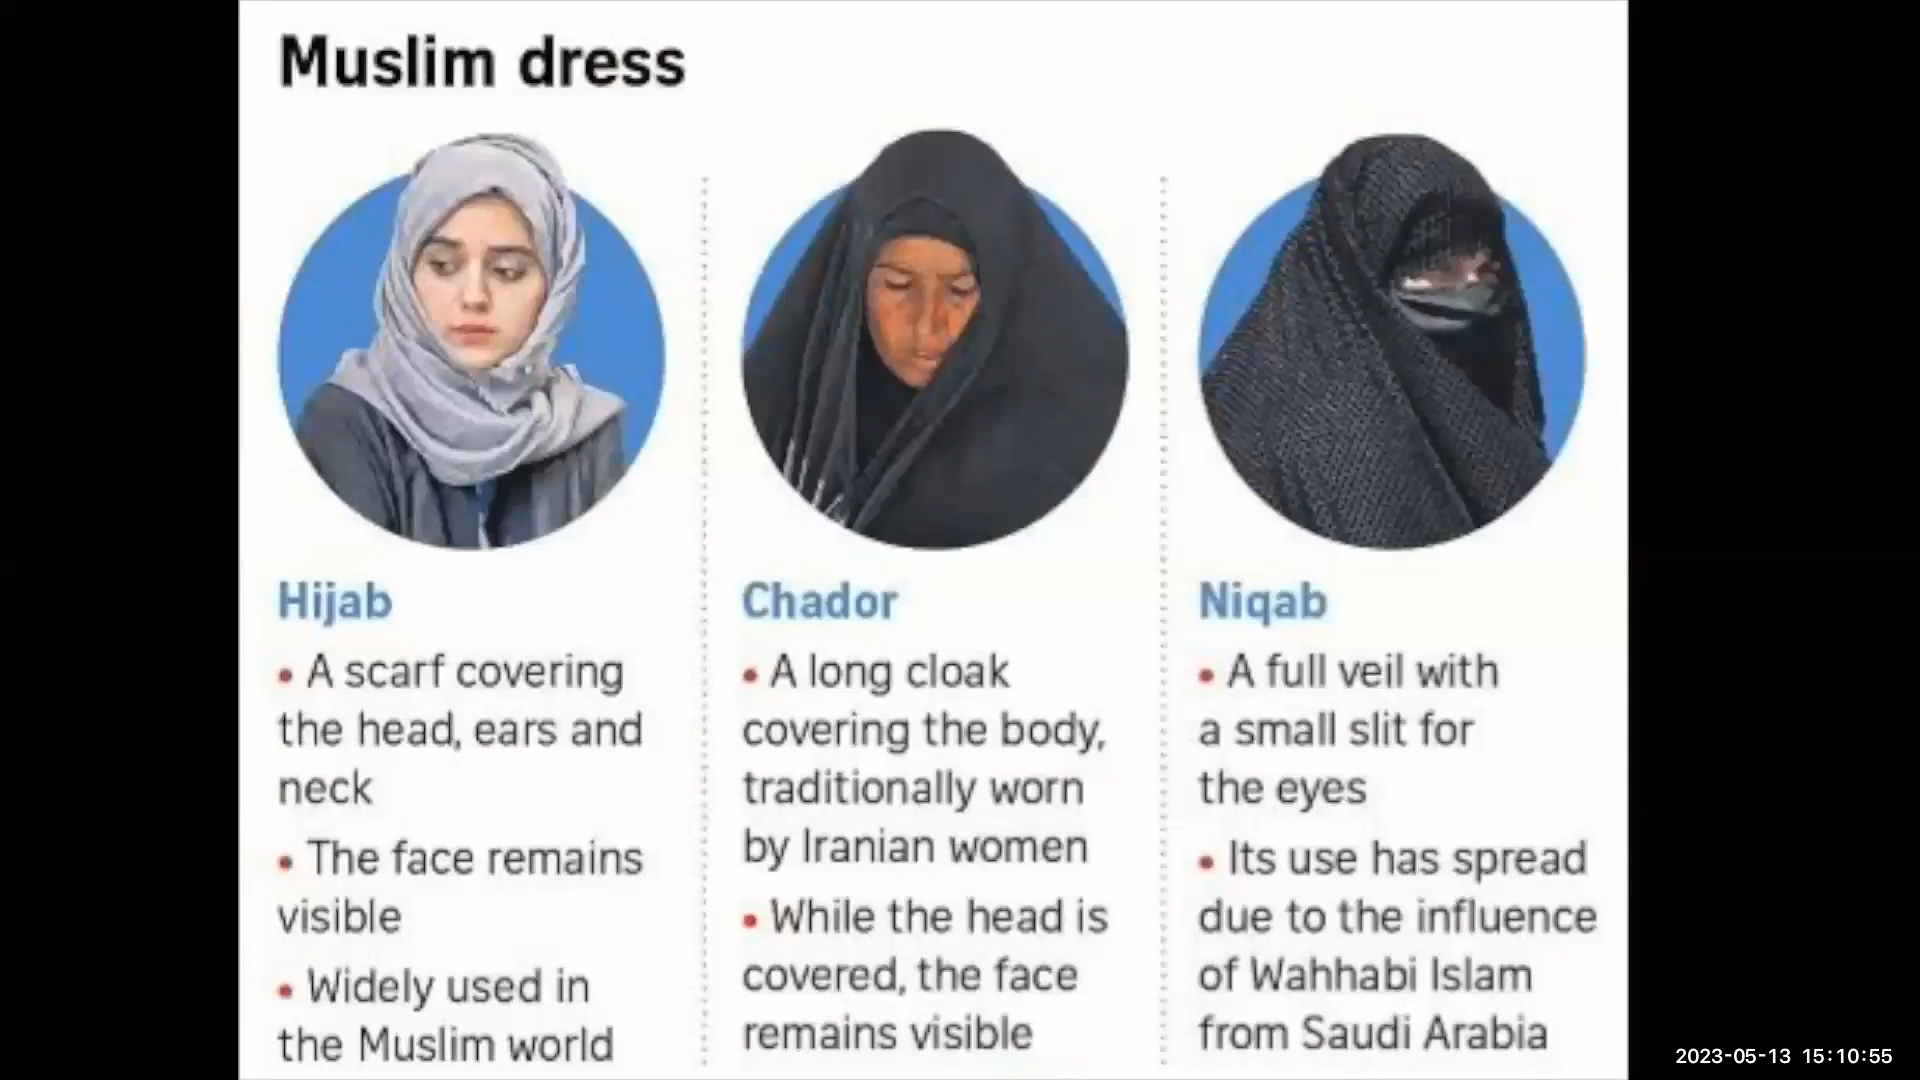 Muslim dress
Hijab
• A scarf covering
the head, ears and
neck
• The face remains
visible
• Widely used in
the Muslim world
Chador
• A long cloak
covering the body,
traditionally worn
by Iranian women
• While the head is
covered, the face
remains visible
Niqab
• A full veil with
a small slit for
the eyes
• Its use has spread
due to the influence
of Wahhabi Islam
from Saudi Arabia
2023-05-13 15:10:55